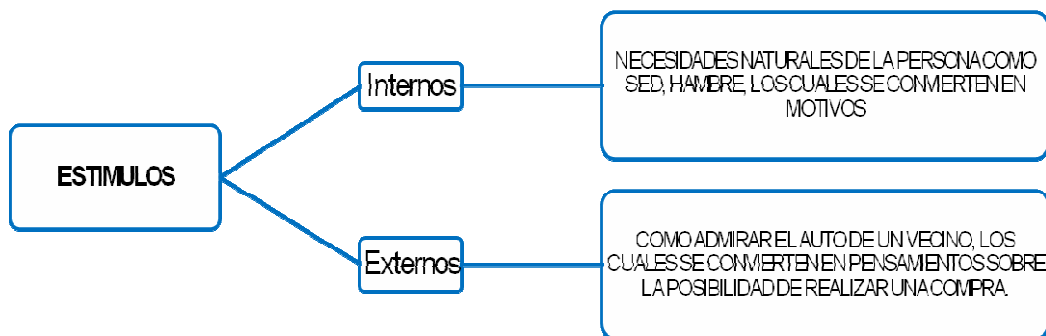 ESTIMULOS
Internos
NECESIDADES NATURALES DE LA PERSONA COMO
SED, HAMBRE, LOS CUALES SE CONVIERTEN EN
MOTIVOS
Externos
COMO ADMIRAR EL AUTO DE UN VECINO, LOS
CUALES SE CONVIERTEN EN PENSAMIENTOS SOBRE
LA POSIBILIDAD DE REALIZAR UNA COMPRA.